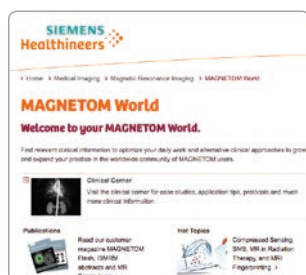 SIEMENS
Healthineers
› Home › Medical Imaging › Magnetic Resonance Imaging › MAGNETOM World
MAGNETOM World
Welcome to your MAGNETOM World.
Find relevant clinical information to optimize your daily work and alternative clinical approaches to grow
and expand your practice in the worldwide community of MAGNETOM users.
Clinical Corner
Visit the clinical corner for case studies, application tips, protocols and much
more clinical information.
Publications
Read our customer
magazine MAGNETOM
Flash, ISMRM
abstracts and MR
Hot Topics
Compressed Sensing,
SMS, MR in Radiation
Therapy, and MR
Fingerprinting. ›